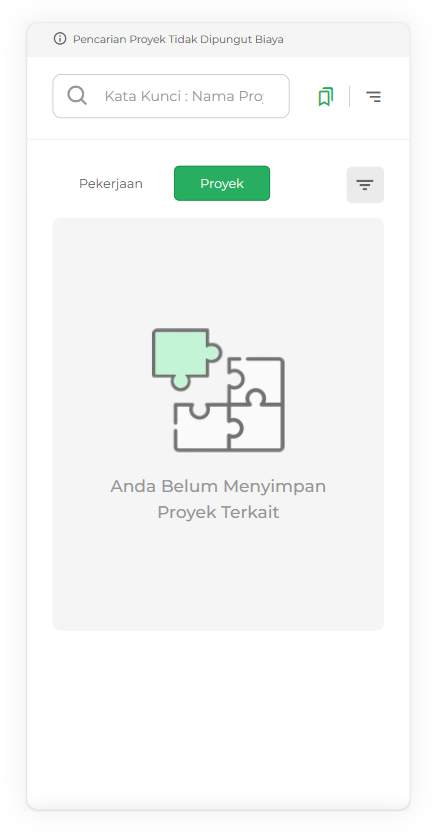 Pencarian Proyek Tidak Dipungut Biaya
Kata Kunci : Nama Pro
Pekerjaan
Proyek
Anda Belum Menyimpan
Proyek Terkait